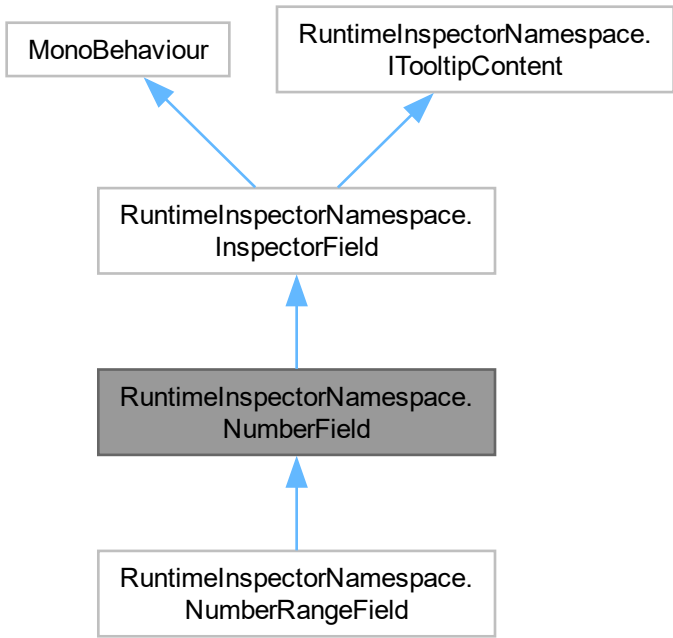 MonoBehaviour
RuntimeInspectorNamespace.
ITooltipContent
RuntimeInspectorNamespace.
InspectorField
RuntimeInspectorNamespace.
NumberField
RuntimeInspectorNamespace.
NumberRangeField